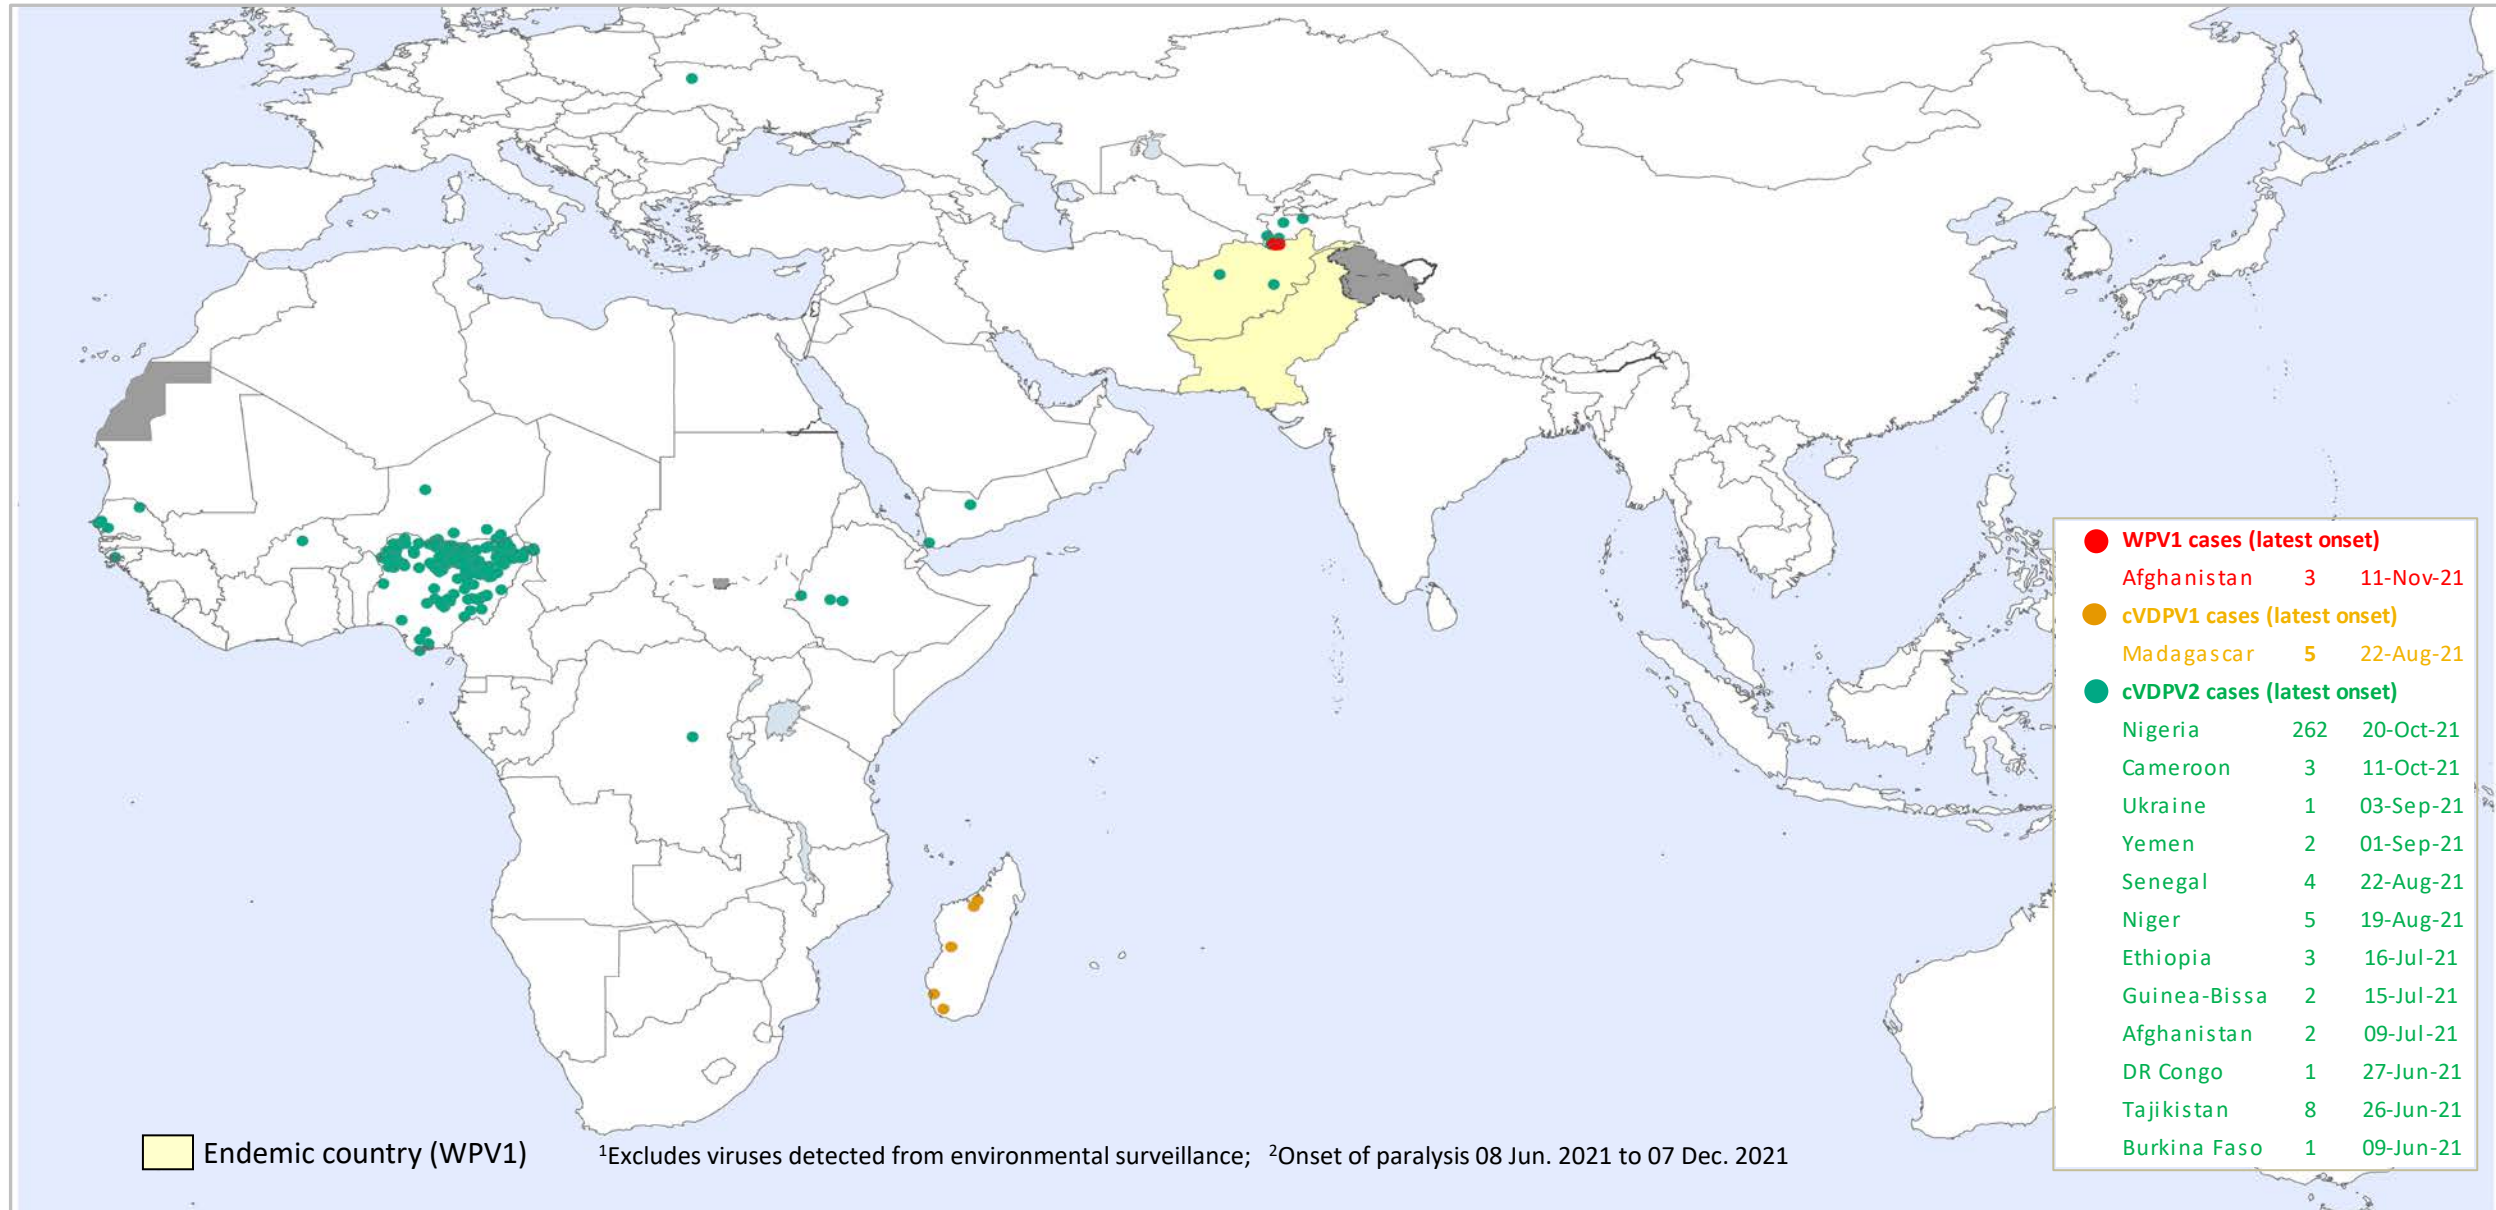 WPV1 cases (latest onset)
Afghanistan 3 11-Nov-21
cVDPV1 cases (latest onset)
Madagascar 5 22-Aug-21
cVDPV2 cases (latest onset)
Nigeria 262 20-Oct-21
Cameroon 3 11-Oct-21
Ukraine 1 03-Sep-21
Yemen 2 01-Sep-21
Senegal 4 22-Aug-21
Niger 5 19-Aug-21
Ethiopia 3 16-Jul-21
Guinea-Bissa 2 15-Jul-21
Afghanistan 2 09-Jul-21
DR Congo 1 27-Jun-21
Tajikistan 8 26-Jun-21
Burkina Faso 1 09-Jun-21
Endemic country (WPV1)
¹Excludes viruses detected from environmental surveillance; ²Onset of paralysis 08 Jun. 2021 to 07 Dec. 2021